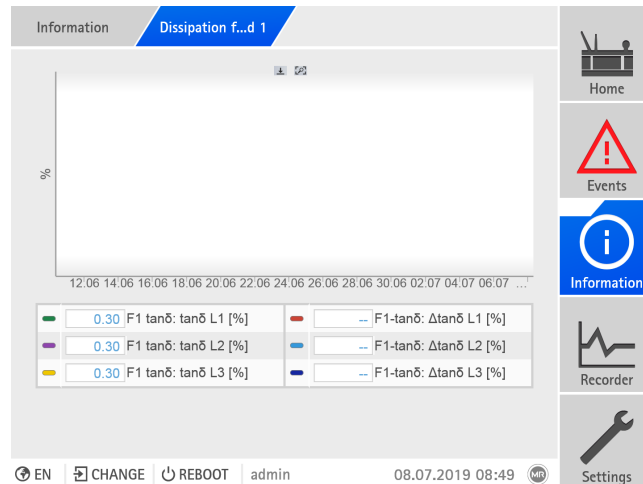 Information
Dissipation f...d 1
Home
Events
Information
Recorder
Settings
%
12.06 14.06 16.06 18.06 20.06 22.06 24.06 26.06 28.06 30.06 02.07 04.07 06.07 ...
0.30 F1 tanδ: tanδ L1 [%] -- F1-tanδ: Δtanδ L1 [%]
0.30 F1 tanδ: tanδ L2 [%] -- F1-tanδ: Δtanδ L2 [%]
0.30 F1 tanδ: tanδ L3 [%] -- F1-tanδ: Δtanδ L3 [%]
EN CHANGE REBOOT admin 08.07.2019 08:49 MR